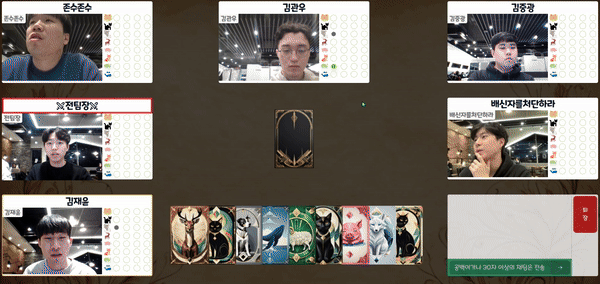 존수존수
존수존수
김관우
김관우
김중광
김중광
⚔전팀장⚔
전팀장
배신자를처단하라
배신자를처단하라
김재윤
김재윤
퇴
장
공백이거나 30자 이상의 채팅은 전송